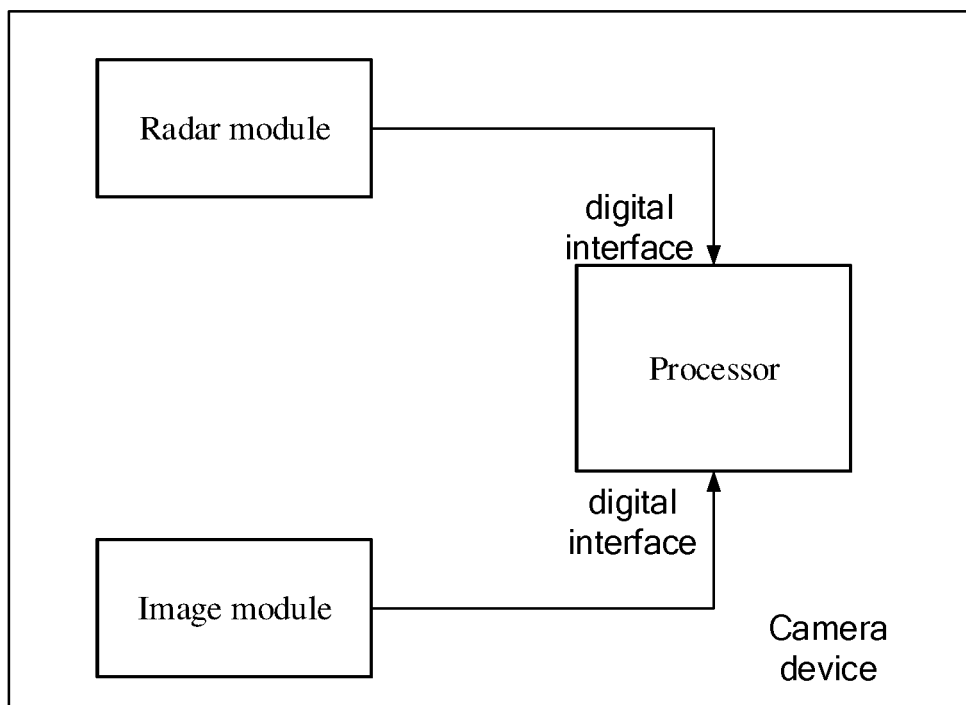 Radar module
digital
interface
Processor
digital
interface
Image module
Camera
device